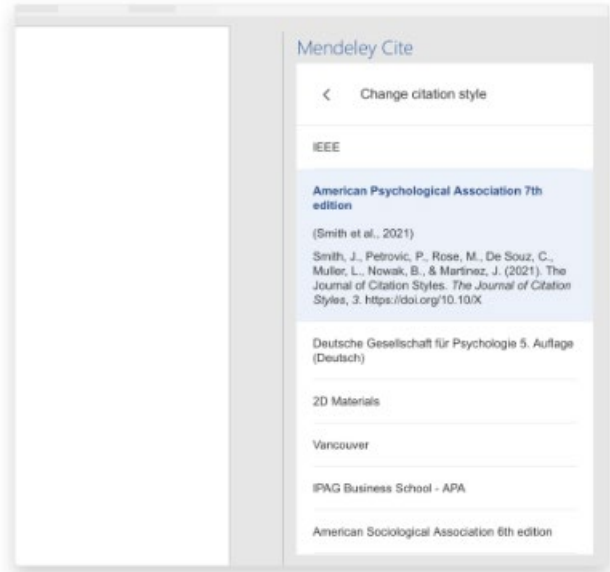 Mendeley Cite
Change citation style
IEEE
American Psychological Association 7th
edition
(Smith et al., 2021)
Smith, J., Petrovic, P., Rose, M., De Souz, C.,
Muller, L., Nowak, B., & Martinez, J. (2021). The
Journal of Citation Styles. The Journal of Citation
Styles, 3. https://doi.org/10.10/X
Deutsche Gesellschaft für Psychologie 5. Auflage
(Deutsch)
2D Materials
Vancouver
IPAG Business School - APA
American Sociological Association 6th edition